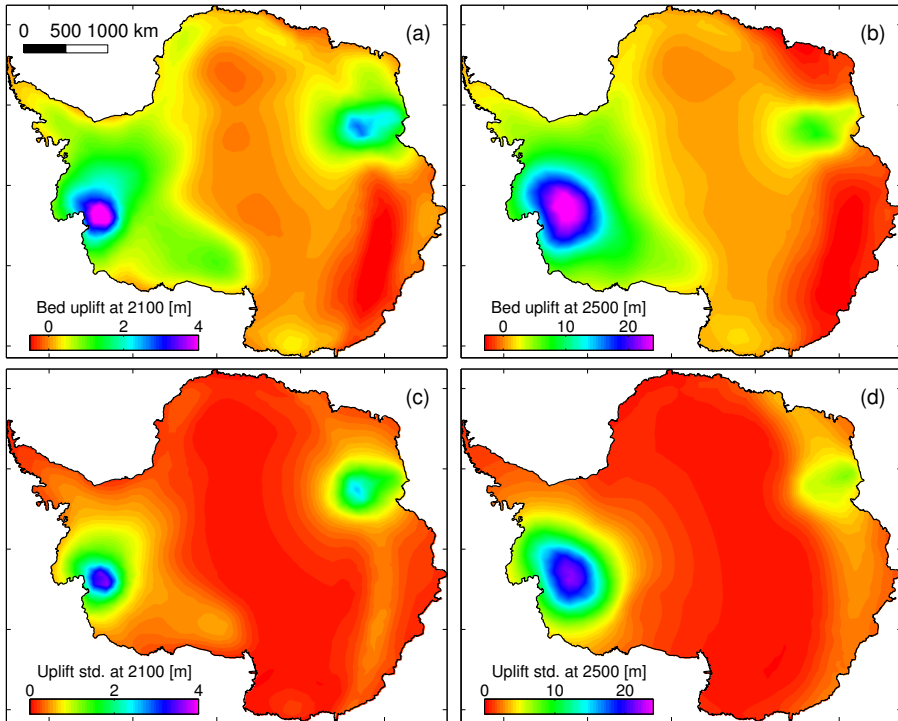 (a)
0 500 1000 km
Bed uplift at 2100 [m]
0 2 4
(b)
Bed uplift at 2500 [m]
0 10 20
(c)
Uplift std. at 2100 [m]
0 2 4
(d)
Uplift std. at 2500 [m]
0 10 20